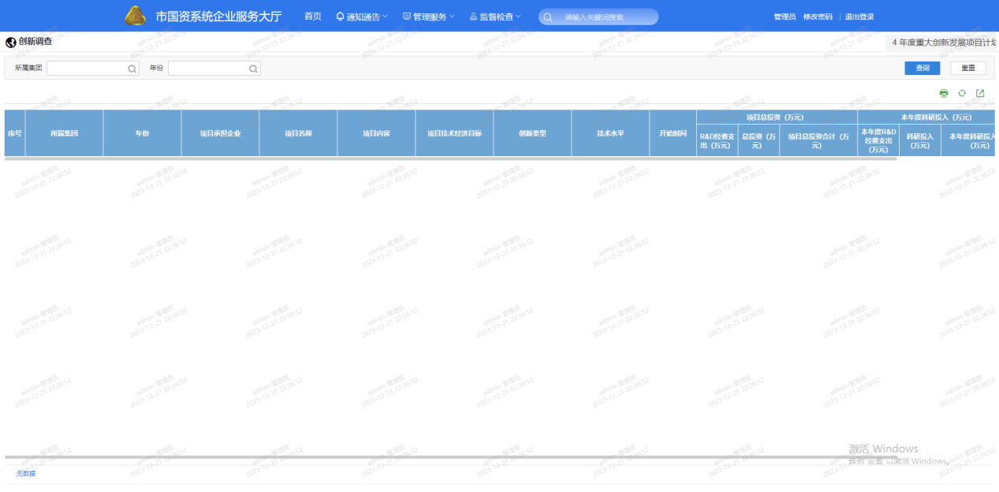 市国资系统企业服务大厅 首页 通知通告 管理服务 监督检查 请输入关键词搜索 管理员 修改密码 退出登录
创新调查
4 年度重大创新发展项目计划
所属集团 年份 查询 重置
序号 所属集团 年份 项目承担企业 项目名称 项目内容 项目技术经济目标 创新类型 技术水平 开始时间
项目总投资 (万元) 本年度科研投入 (万元)
R&D经费支出 (万元) 总投资 (万元) 项目总投资合计 (万元) 本年度R&D经费支出 (万元) 科研投入 (万元) 本年度科研投入 (万元)
admin-管理员
2023-12-21 22:36:52
激活 Windows
转到"设置"以激活 Windows。
无数据